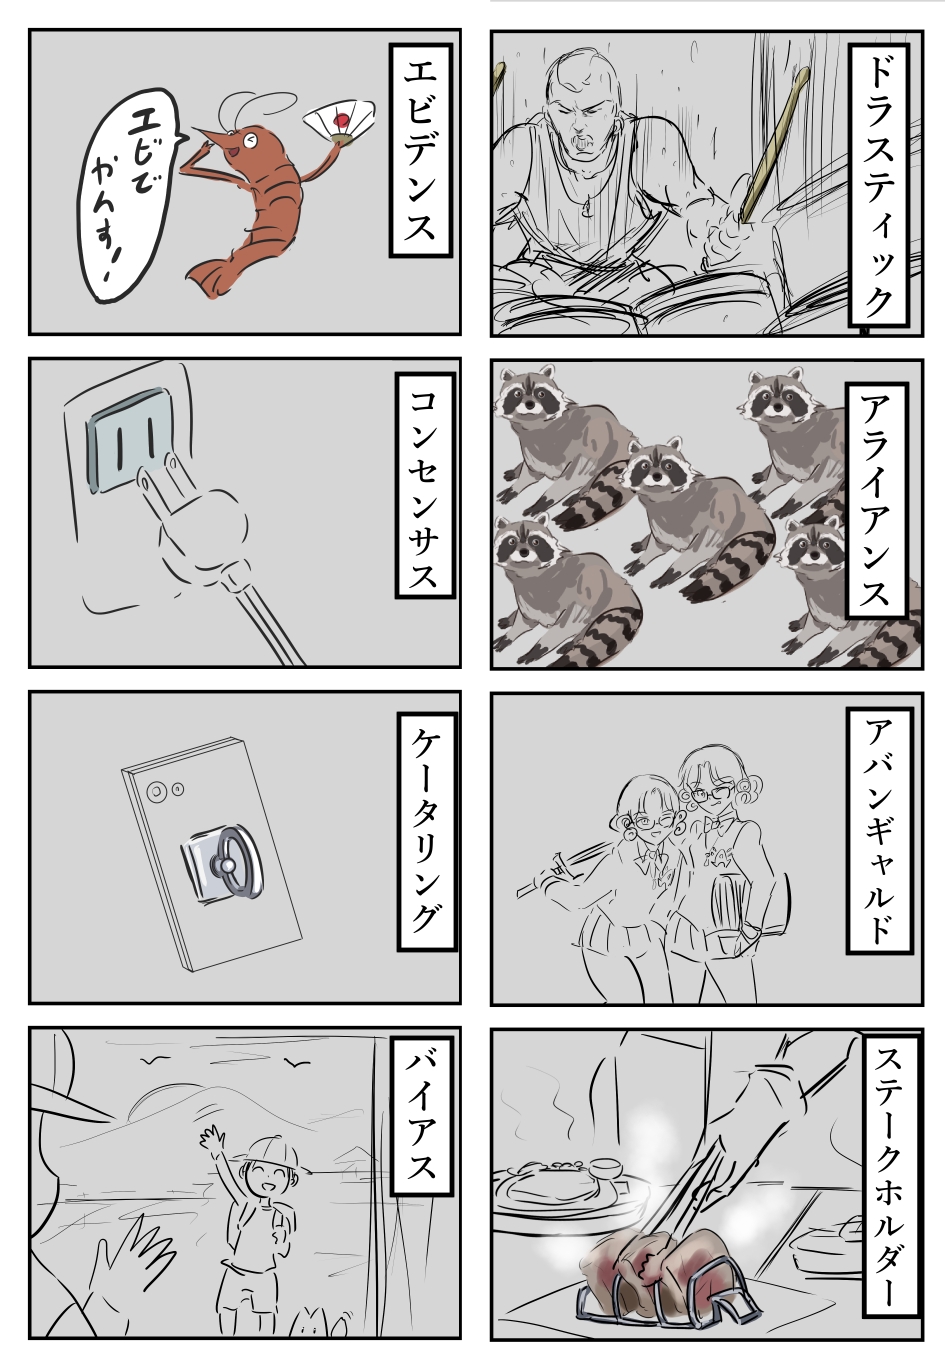 ドラスティック
エビデンス
エビで
かんす!!
アライアンス
コンセンサス
アバンギャルド
ケータリング
ステークホルダー
バイアス